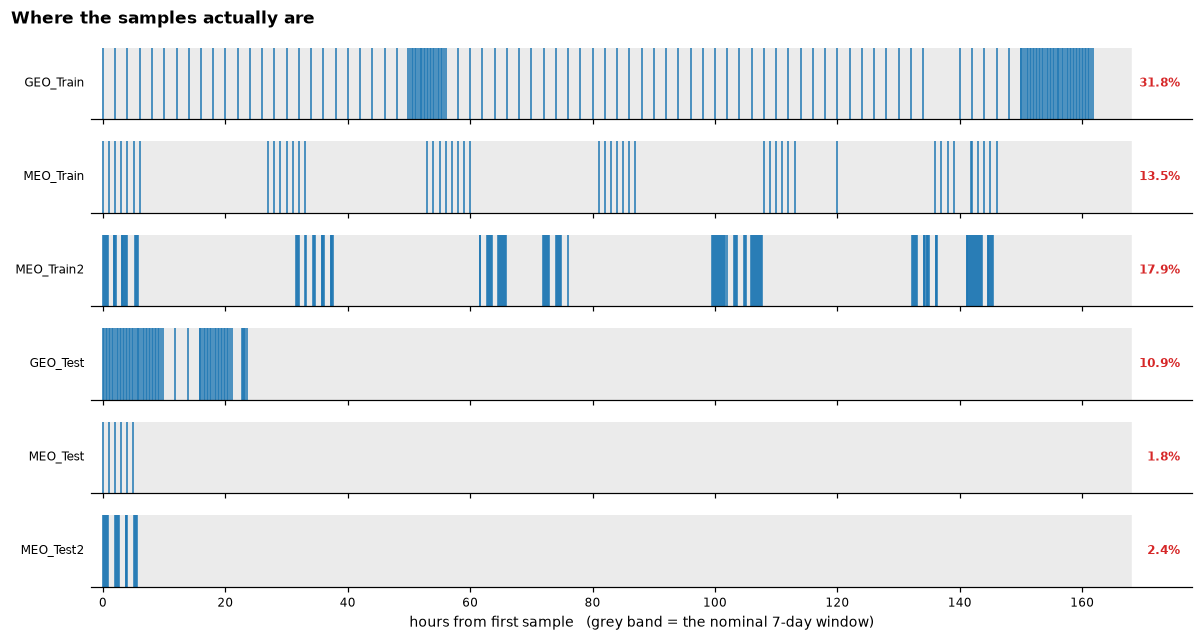 Where the samples actually are
GEO_Train 31.8%
MEO_Train 13.5%
MEO_Train2 17.9%
GEO_Test 10.9%
MEO_Test 1.8%
MEO_Test2 2.4%
0 20 40 60 80 100 120 140 160
hours from first sample (grey band = the nominal 7-day window)